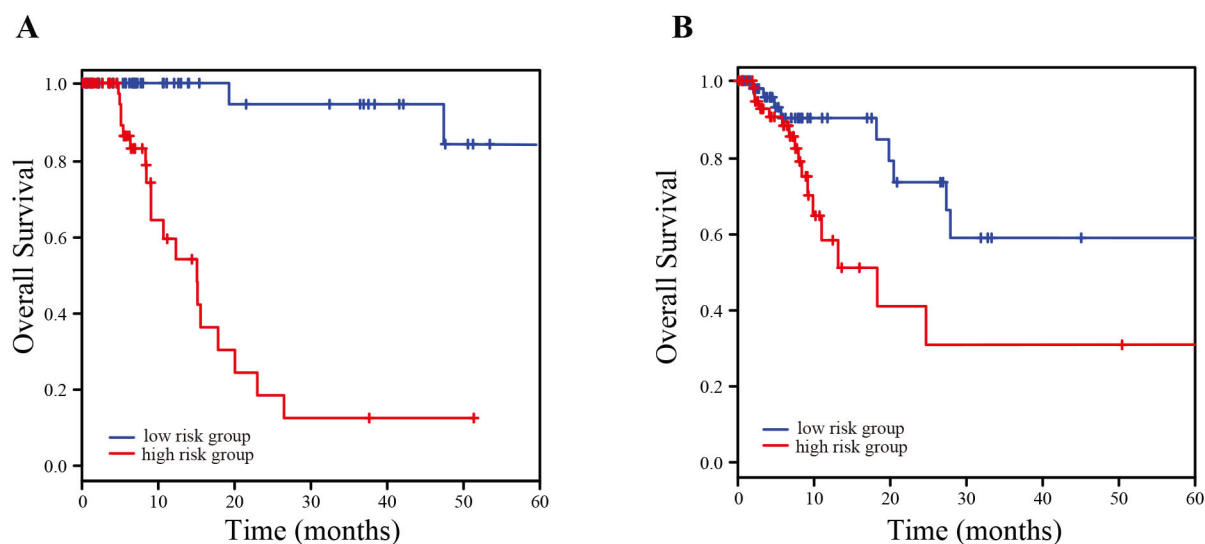 A
Overall Survival
1.0
0.8
0.6
0.4
0.2
0.0
low risk group
high risk group
0 10 20 30 40 50 60
Time (months)
B
Overall Survival
1.0
0.8
0.6
0.4
0.2
0.0
low risk group
high risk group
0 10 20 30 40 50 60
Time (months)